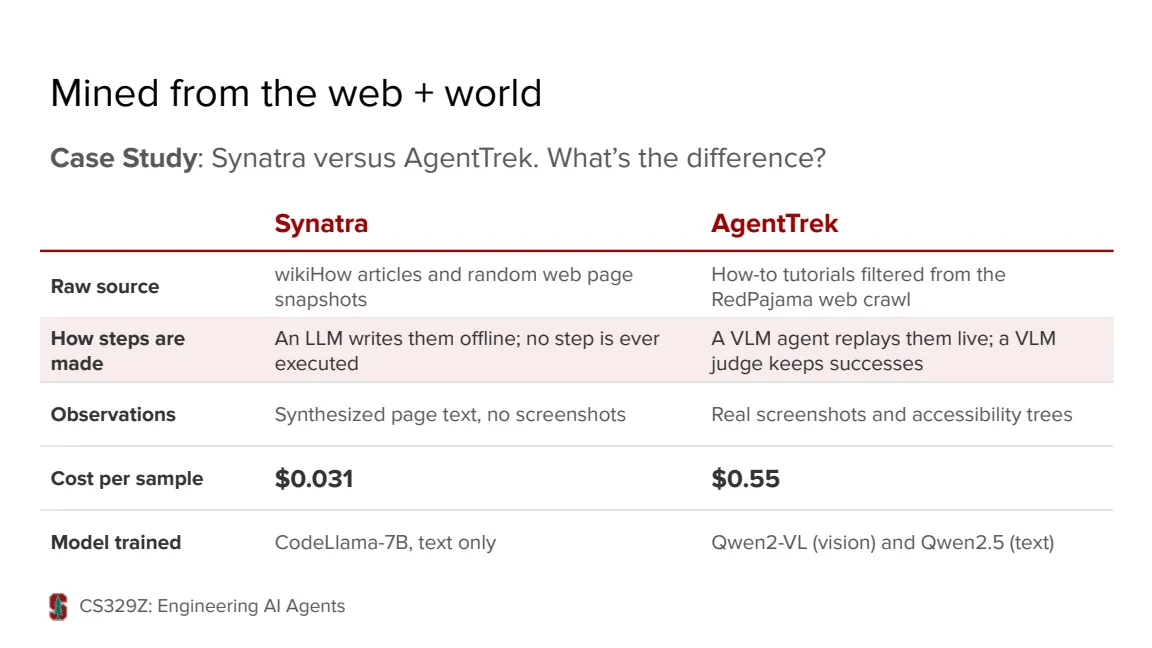 Mined from the web + world
Case Study: Synatra versus AgentTrek. What's the difference?
Synatra
AgentTrek
Raw source
wikiHow articles and random web page
snapshots
How-to tutorials filtered from the
RedPajama web crawl
How steps are
made
An LLM writes them offline; no step is ever
executed
A VLM agent replays them live; a VLM
judge keeps successes
Observations
Synthesized page text, no screenshots
Real screenshots and accessibility trees
Cost per sample
$0.031
$0.55
Model trained
CodeLlama-7B, text only
Qwen2-VL (vision) and Qwen2.5 (text)
CS329Z: Engineering AI Agents